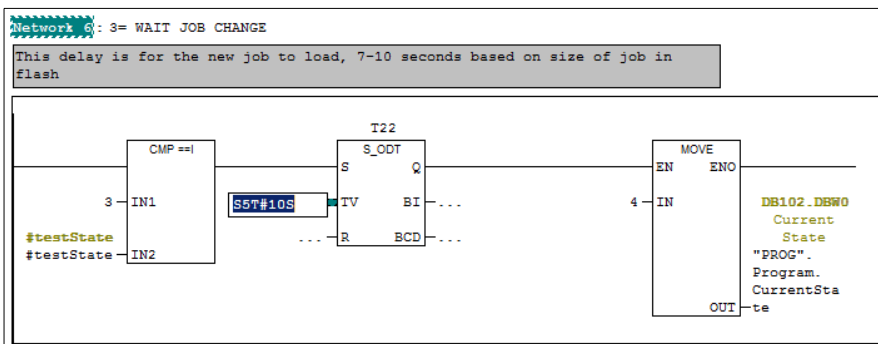 Network 6: 3= WAIT JOB CHANGE
This delay is for the new job to load, 7-10 seconds based on size of job in
flash
T22
CMP ==I
S_ODT
MOVE
S
Q
EN
ENO
3
IN1
S5T#10S
TV
BI
...
4
IN
DB102.DBW0
Current
State
#testState
#testState
IN2
...
R
BCD
...
"PROG".
Program.
CurrentSta
OUT
te